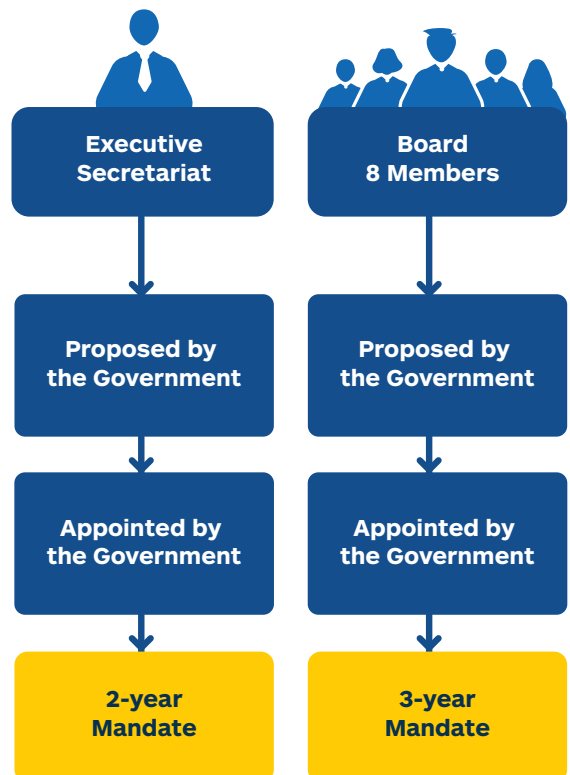 Executive
Secretariat
Proposed by
the Government
Appointed by
the Government
2-year
Mandate
Board
8 Members
Proposed by
the Government
Appointed by
the Government
3-year
Mandate